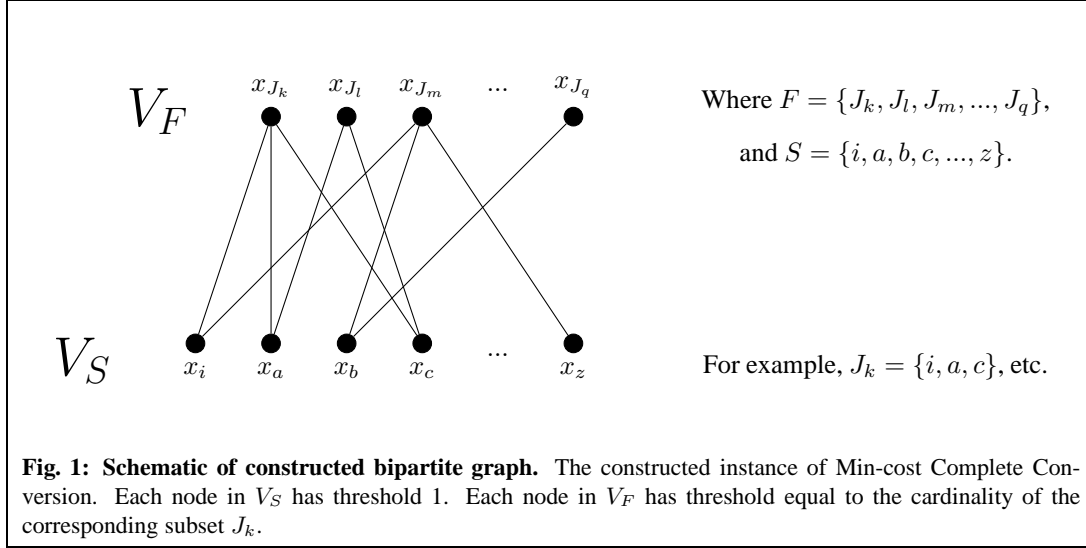 V_F
x_{J_k} x_{J_l} x_{J_m} ... x_{J_q}
Where F = {J_k, J_l, J_m, ..., J_q},
and S = {i, a, b, c, ..., z}.
V_S
x_i x_a x_b x_c ... x_z
For example, J_k = {i, a, c}, etc.
Fig. 1: Schematic of constructed bipartite graph. The constructed instance of Min-cost Complete Con-
version. Each node in V_S has threshold 1. Each node in V_F has threshold equal to the cardinality of the
corresponding subset J_k.